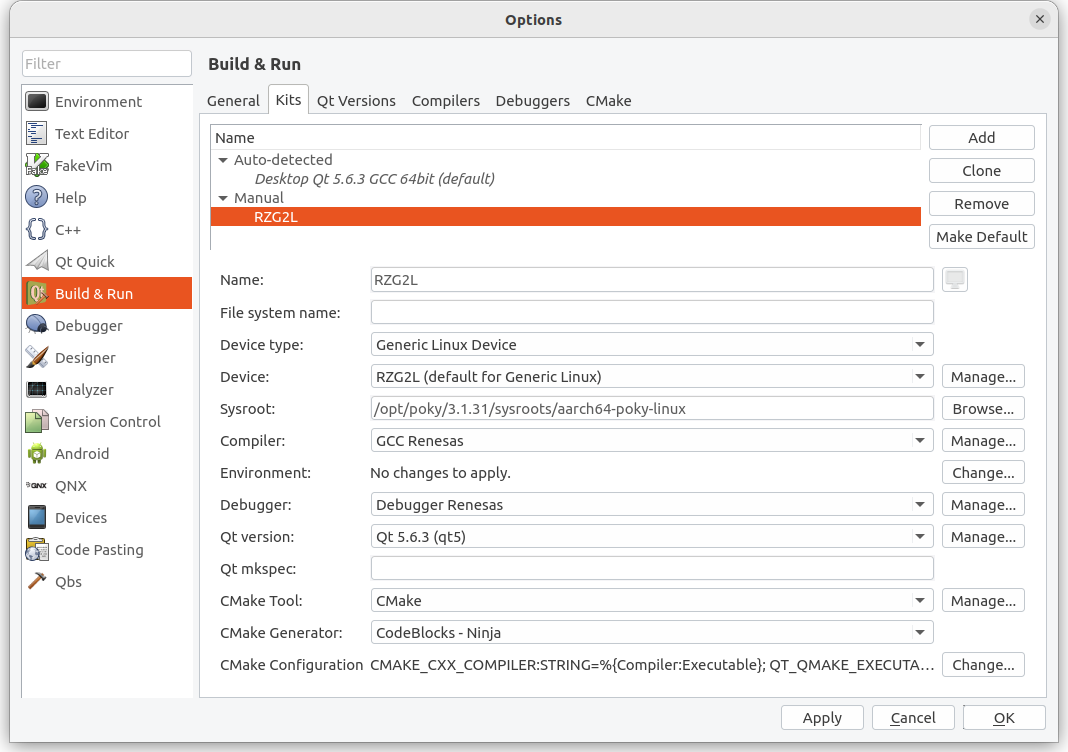 Options
Filter
Environment
Text Editor
FakeVim
Help
C++
Qt Quick
Build & Run
Debugger
Designer
Analyzer
Version Control
Android
QNX
Devices
Code Pasting
Qbs
Build & Run
General Kits Qt Versions Compilers Debuggers CMake
Name
Auto-detected
Desktop Qt 5.6.3 GCC 64bit (default)
Manual
RZG2L
Add
Clone
Remove
Make Default
Name: RZG2L
File system name:
Device type: Generic Linux Device
Device: RZG2L (default for Generic Linux) Manage...
Sysroot: /opt/poky/3.1.31/sysroots/aarch64-poky-linux Browse...
Compiler: GCC Renesas Manage...
Environment: No changes to apply. Change...
Debugger: Debugger Renesas Manage...
Qt version: Qt 5.6.3 (qt5) Manage...
Qt mkspec:
CMake Tool: CMake Manage...
CMake Generator: CodeBlocks - Ninja
CMake Configuration CMAKE_CXX_COMPILER:STRING=%{Compiler:Executable}; QT_QMAKE_EXECUTA... Change...
Apply Cancel OK